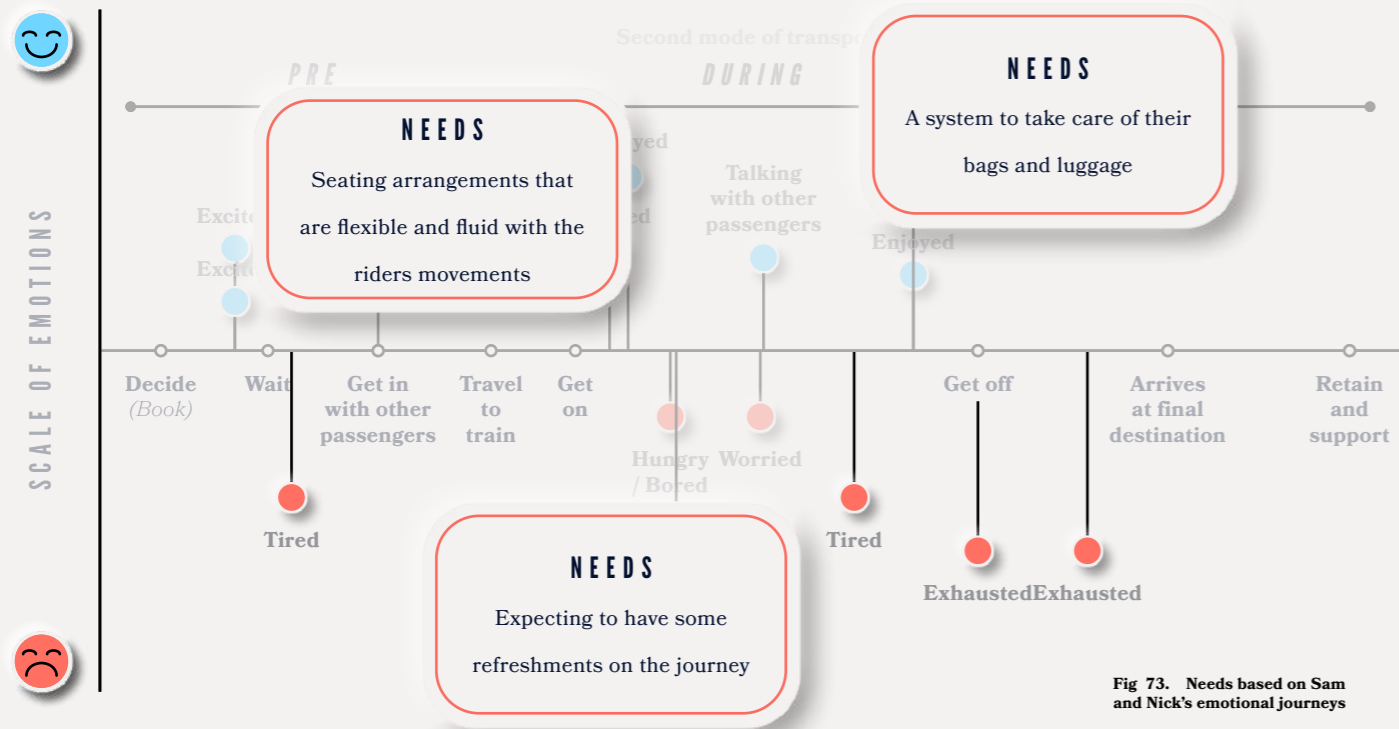 Second mode of
PRE
DURING
NEEDS
A system to take care of their
bags and luggage
NEEDS
Seating arrangements that
are flexible and fluid with the
riders movements
Talking
with other
passengers
Enjoyed
SCALE OF EMOTIONS
Decide
(Book)
Wait
Get in
with other
passengers
Travel
to
train
Get
on
Get off
Arrives
at final
destination
Retain
and
support
Hungry
/ Bored
Worried
Tired
Tired
Exhausted
Exhausted
NEEDS
Expecting to have some
refreshments on the journey
Fig 73. Needs based on Sam
and Nick's emotional journeys